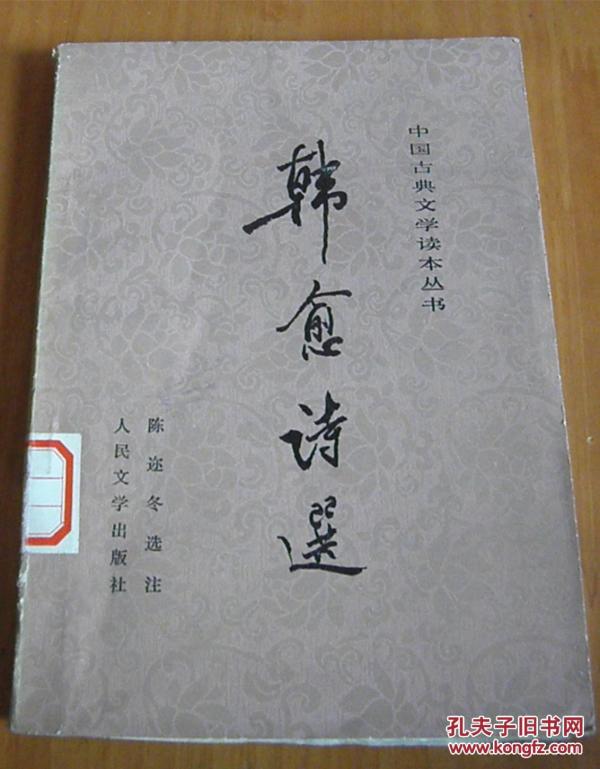 中国古典文学读本丛书
韩愈诗選
陈迩冬选注
人民文学出版社
孔夫子旧书网
www.kongfz.com